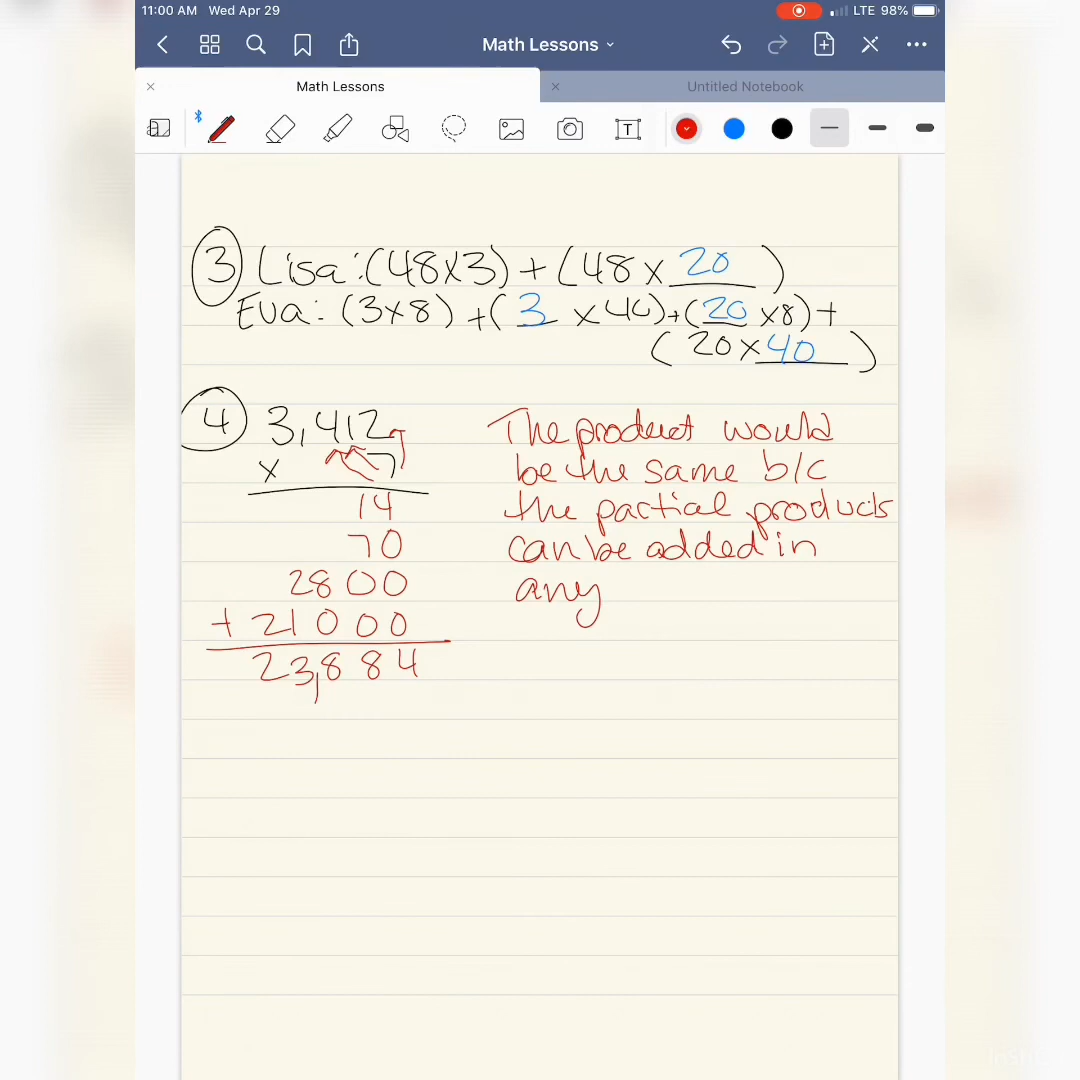 11:00 AM Wed Apr 29
LTE 98%
Math Lessons
Math Lessons
Untitled Notebook
T
3 Lisa: (48x3) + (48 x 20)
Eva: (3x8) + (3 x 40) + (20 x8) +
(20 x 40)
4 3,412
x 7
14
70
2800
+ 21000
23,884
The product would
be the same b/c
the partial products
can be added in
any